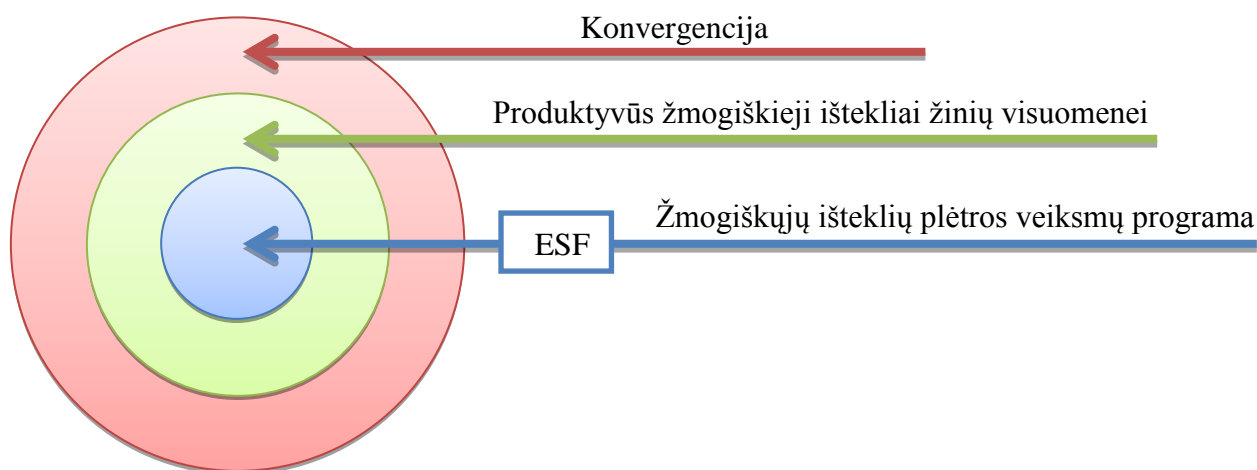 Konvergencija
Produktyvūs žmogiškieji ištekliai žinių visuomenei
Žmogiškųjų išteklių plėtros veiksmų programa
ESF